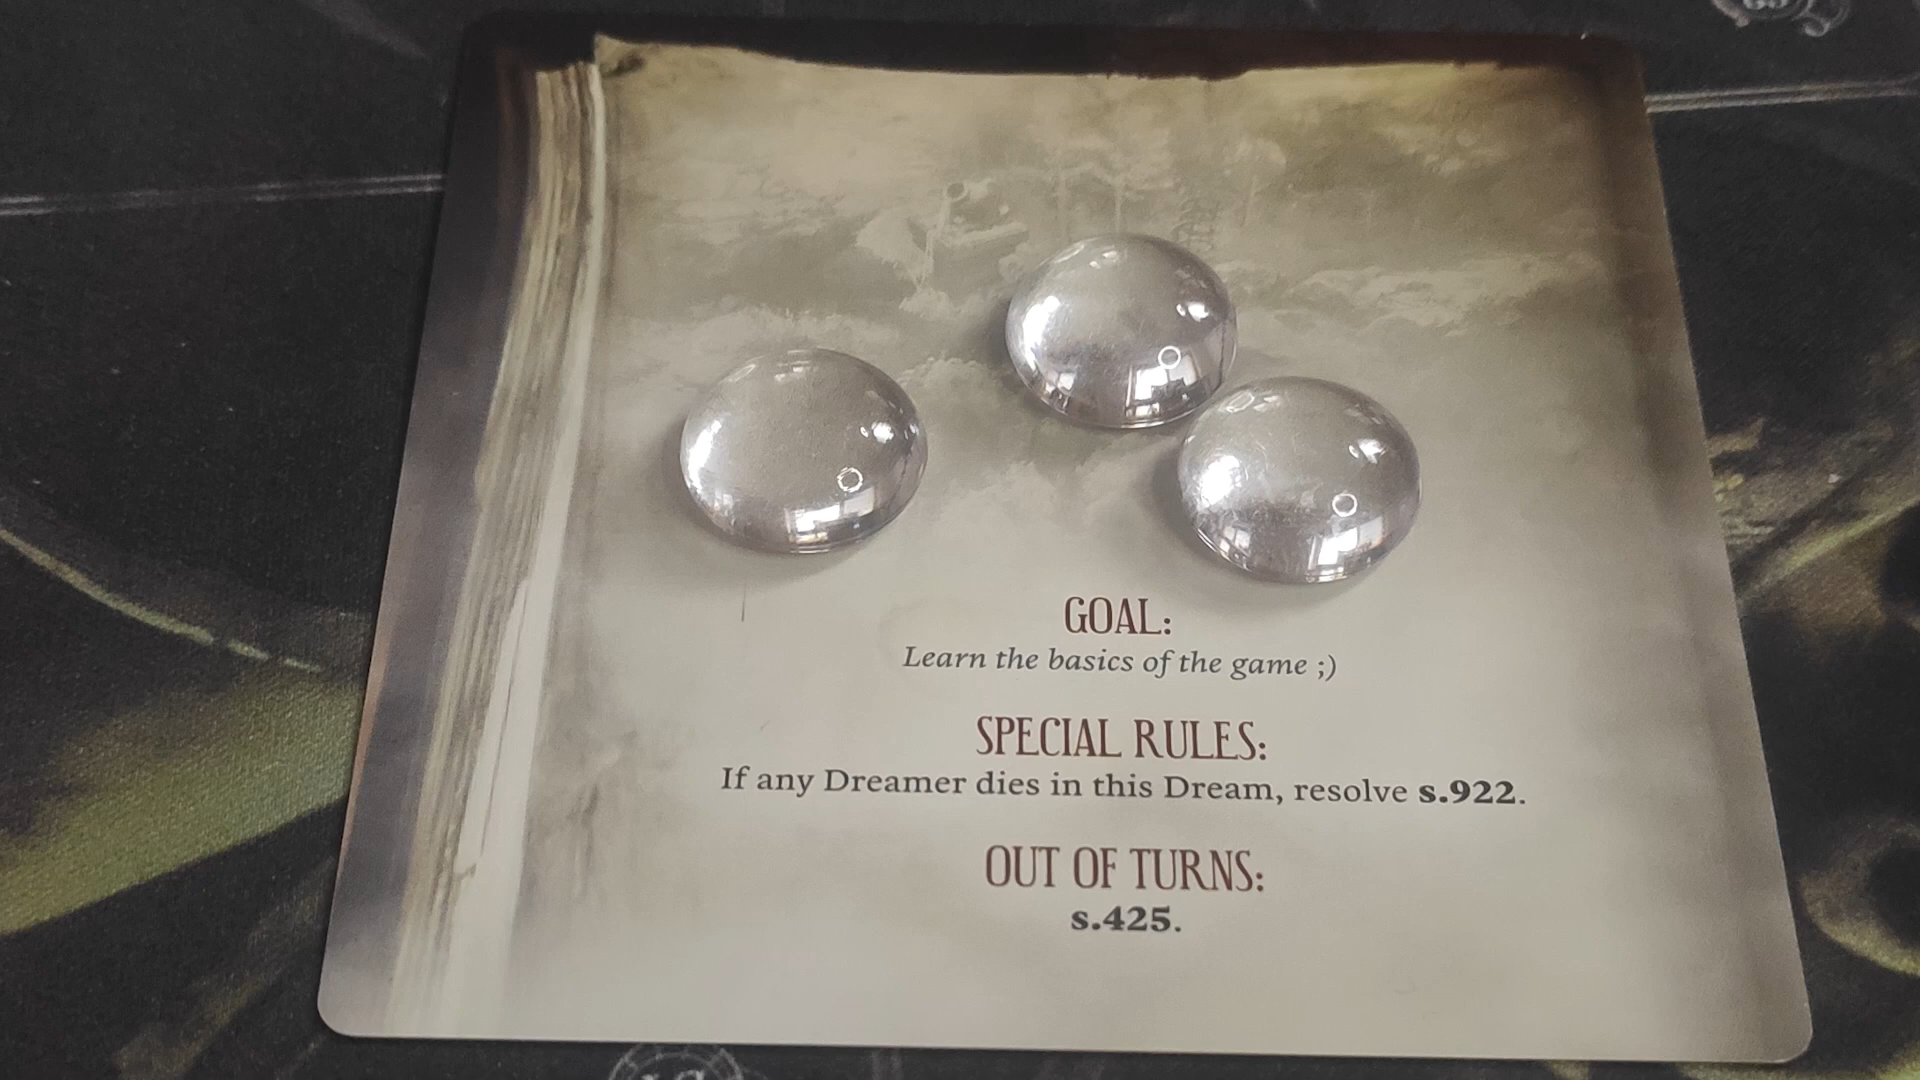 GOAL:
Learn the basics of the game ;)
SPECIAL RULES:
If any Dreamer dies in this Dream, resolve s.922.
OUT OF TURNS:
s.425.